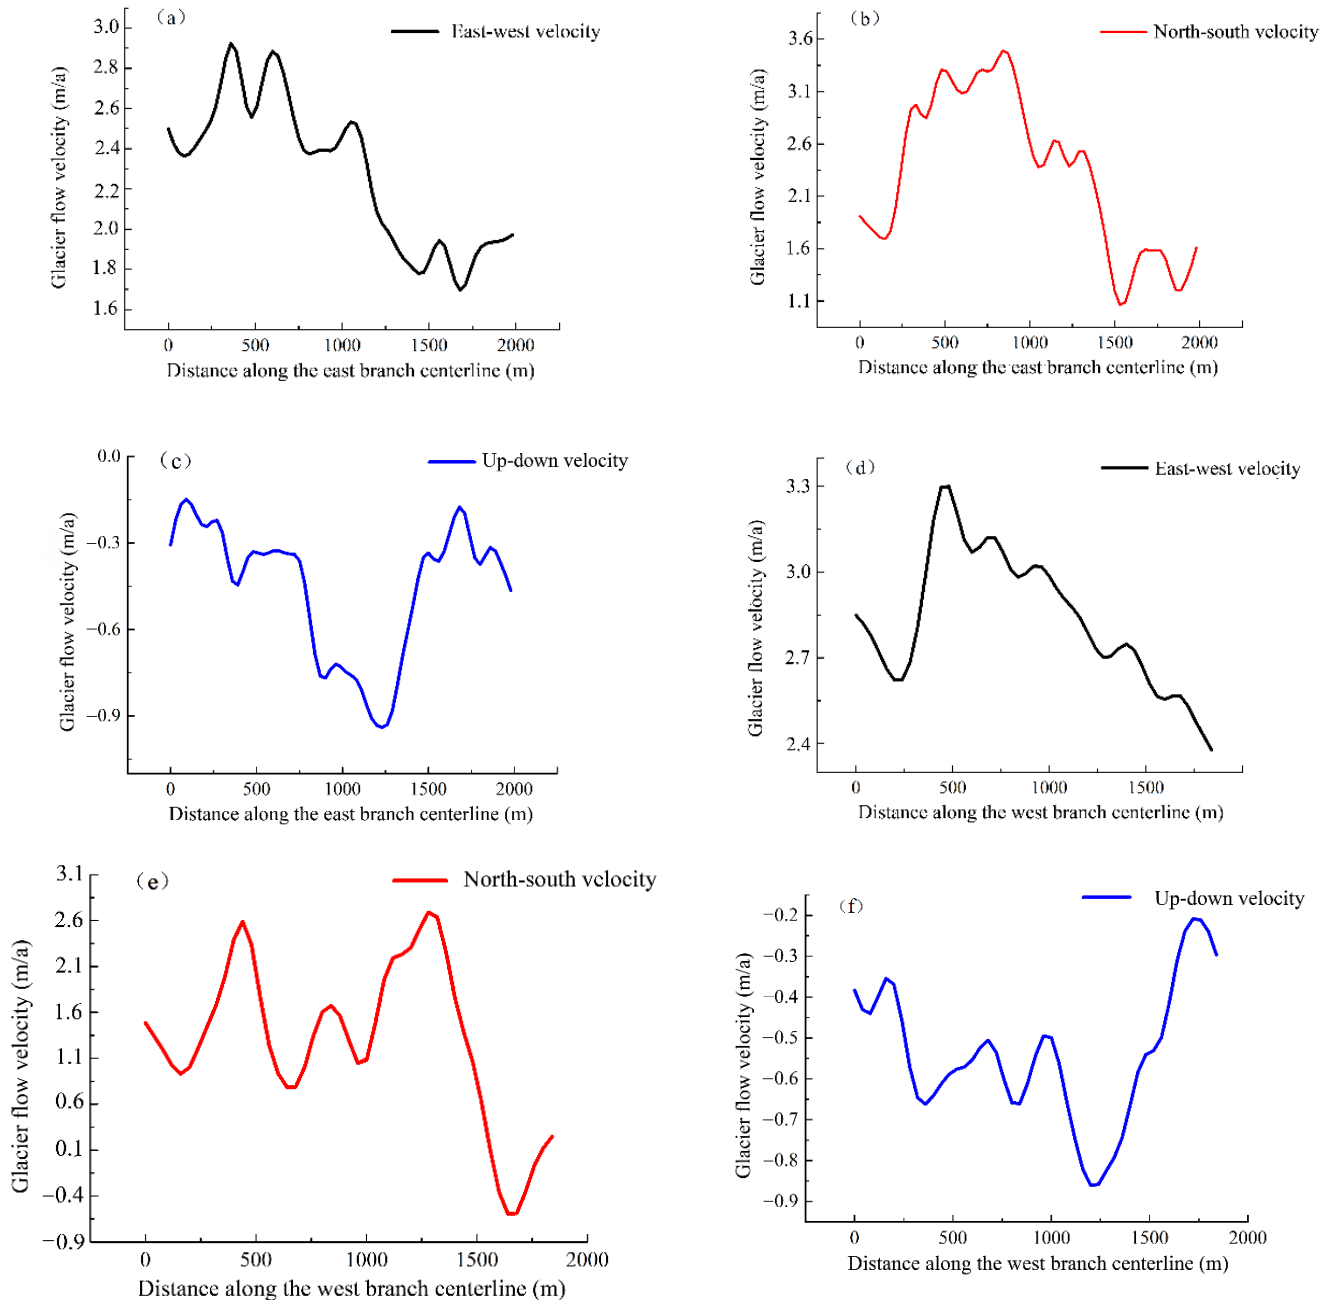 (a)
East-west velocity
Glacier flow velocity (m/a)
3.0
2.8
2.6
2.4
2.2
2.0
1.8
1.6
0 500 1000 1500 2000
Distance along the east branch centerline (m)
(b)
North-south velocity
Glacier flow velocity (m/a)
3.6
3.1
2.6
2.1
1.6
1.1
0 500 1000 1500 2000
Distance along the east branch centerline (m)
(c)
Up-down velocity
Glacier flow velocity (m/a)
0.0
−0.3
−0.6
−0.9
0 500 1000 1500 2000
Distance along the east branch centerline (m)
(d)
East-west velocity
Glacier flow velocity (m/a)
3.3
3.0
2.7
2.4
0 500 1000 1500
Distance along the west branch centerline (m)
(e)
North-south velocity
Glacier flow velocity (m/a)
3.1
2.6
2.1
1.6
1.1
0.6
0.1
−0.4
−0.9
0 500 1000 1500 2000
Distance along the west branch centerline (m)
(f)
Up-down velocity
Glacier flow velocity (m/a)
−0.2
−0.3
−0.4
−0.5
−0.6
−0.7
−0.8
−0.9
0 500 1000 1500 2000
Distance along the west branch centerline (m)